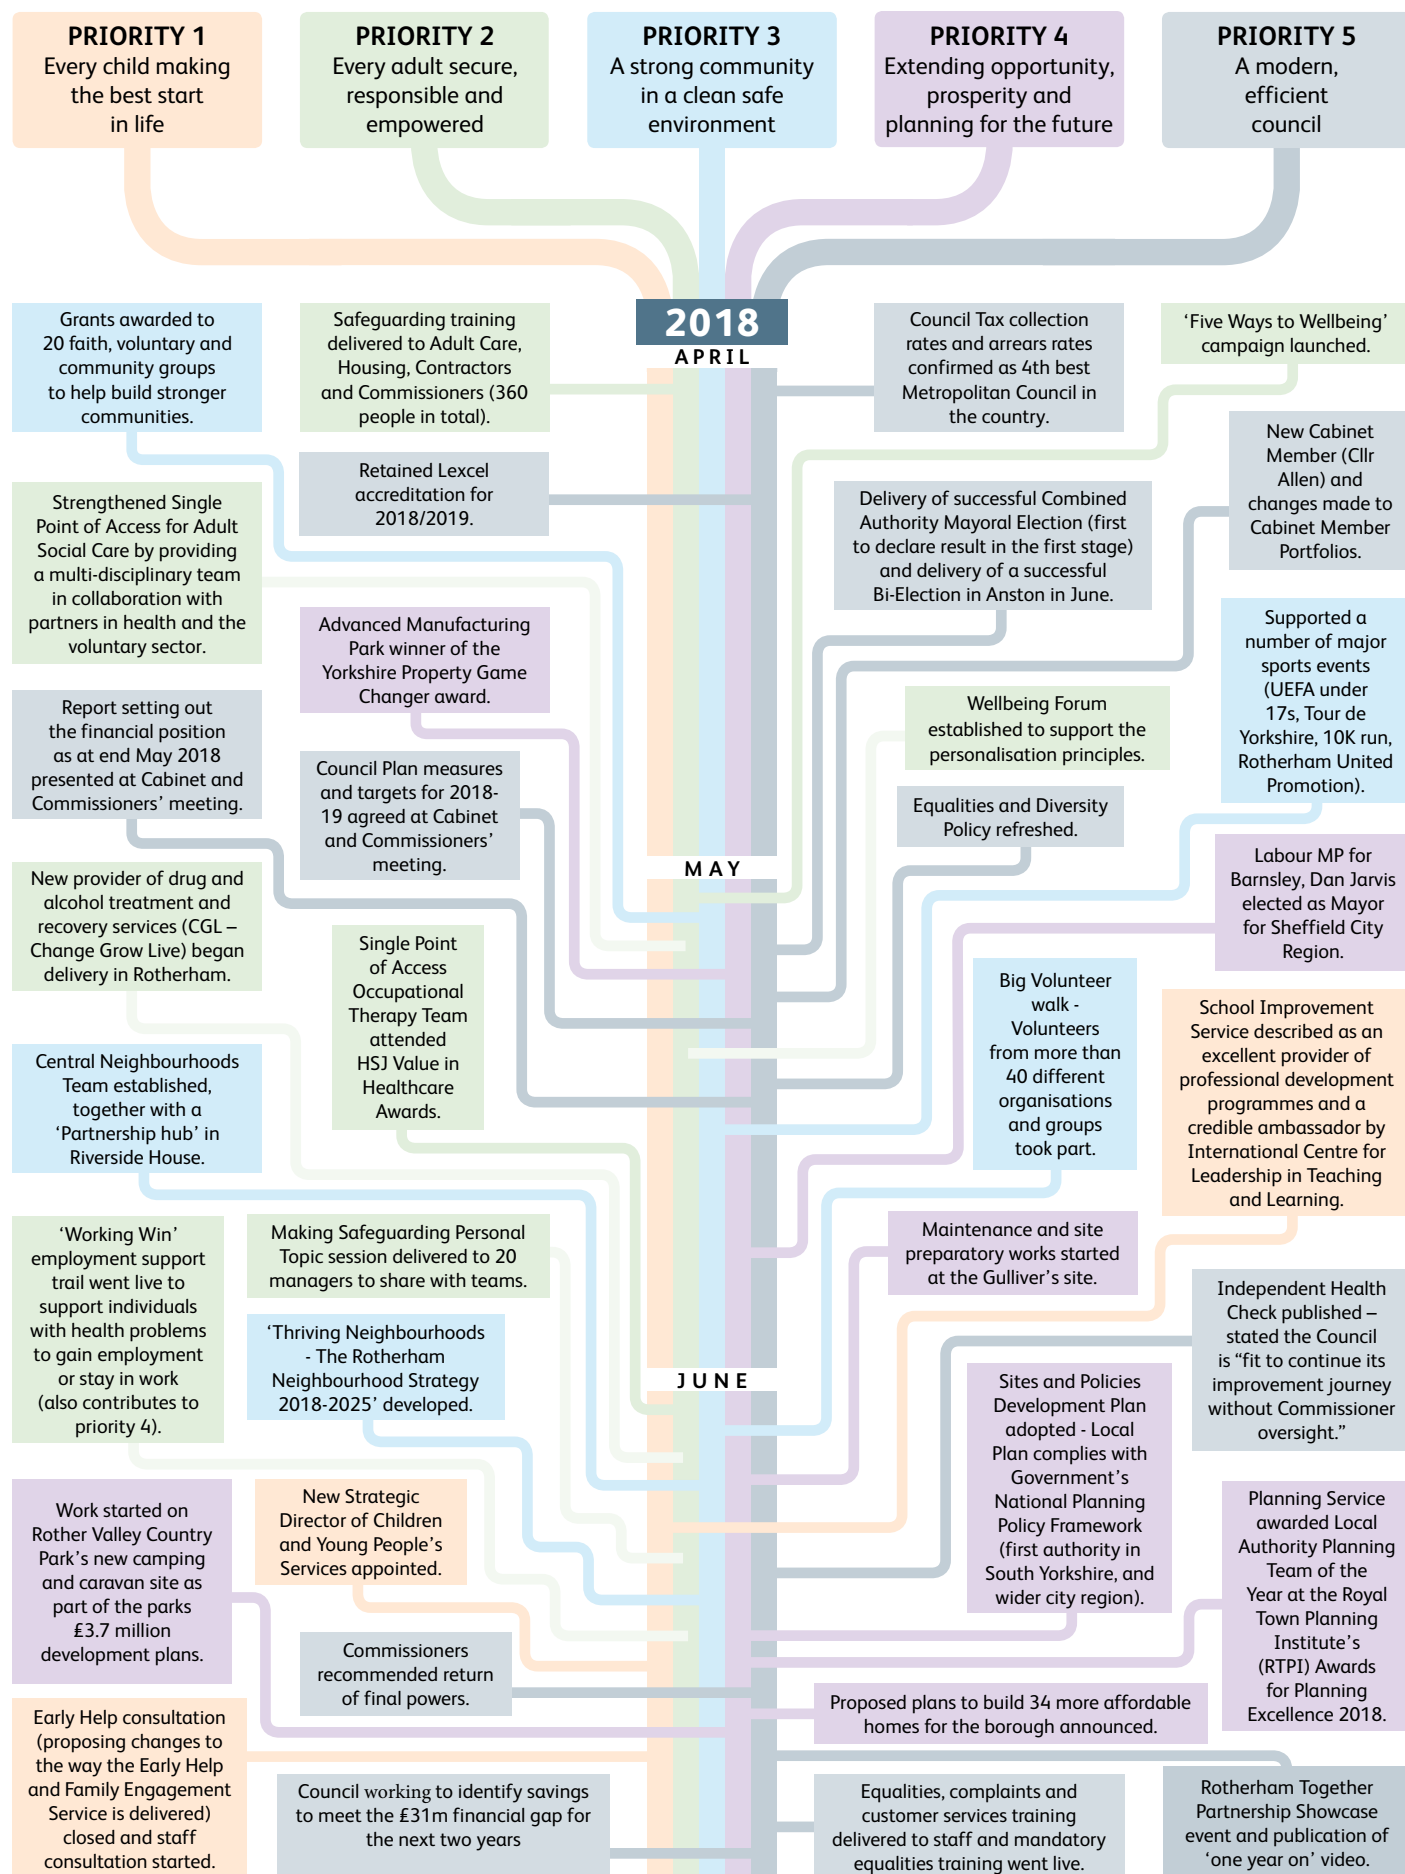 PRIORITY 1
Every child making
the best start
in life
PRIORITY 2
Every adult secure,
responsible and
empowered
PRIORITY 3
A strong community
in a clean safe
environment
PRIORITY 4
Extending opportunity,
prosperity and
planning for the future
PRIORITY 5
A modern,
efficient
council
2018
APRIL
Grants awarded to
20 faith, voluntary and
community groups
to help build stronger
communities.
Safeguarding training
delivered to Adult Care,
Housing, Contractors
and Commissioners (360
people in total).
Council Tax collection
rates and arrears rates
confirmed as 4th best
Metropolitan Council in
the country.
‘Five Ways to Wellbeing’
campaign launched.
New Cabinet
Member (Cllr
Allen) and
changes made to
Cabinet Member
Portfolios.
Retained Lexcel
accreditation for
2018/2019.
Strengthened Single
Point of Access for Adult
Social Care by providing
a multi-disciplinary team
in collaboration with
partners in health and the
voluntary sector.
Delivery of successful Combined
Authority Mayoral Election (first
to declare result in the first stage)
and delivery of a successful
Bi-Election in Anston in June.
Supported a
number of major
sports events
(UEFA under
17s, Tour de
Yorkshire, 10K run,
Rotherham United
Promotion).
Advanced Manufacturing
Park winner of the
Yorkshire Property Game
Changer award.
Report setting out
the financial position
as at end May 2018
presented at Cabinet and
Commissioners’ meeting.
Wellbeing Forum
established to support the
personalisation principles.
Council Plan measures
and targets for 2018-
19 agreed at Cabinet
and Commissioners’
meeting.
Equalities and Diversity
Policy refreshed.
MAY
Labour MP for
Barnsley, Dan Jarvis
elected as Mayor
for Sheffield City
Region.
New provider of drug and
alcohol treatment and
recovery services (CGL –
Change Grow Live) began
delivery in Rotherham.
Single Point
of Access
Occupational
Therapy Team
attended
HSJ Value in
Healthcare
Awards.
Big Volunteer
walk -
Volunteers
from more than
40 different
organisations
and groups
took part.
School Improvement
Service described as an
excellent provider of
professional development
programmes and a
credible ambassador by
International Centre for
Leadership in Teaching
and Learning.
Central Neighbourhoods
Team established,
together with a
‘Partnership hub’ in
Riverside House.
‘Working Win’
employment support
trail went live to
support individuals
with health problems
to gain employment
or stay in work
(also contributes to
priority 4).
Making Safeguarding Personal
Topic session delivered to 20
managers to share with teams.
Maintenance and site
preparatory works started
at the Gulliver’s site.
Independent Health
Check published –
stated the Council
is “fit to continue its
improvement journey
without Commissioner
oversight.”
‘Thriving Neighbourhoods
- The Rotherham
Neighbourhood Strategy
2018-2025’ developed.
JUNE
Sites and Policies
Development Plan
adopted - Local
Plan complies with
Government’s
National Planning
Policy Framework
(first authority in
South Yorkshire, and
wider city region).
Work started on
Rother Valley Country
Park’s new camping
and caravan site as
part of the parks
£3.7 million
development plans.
New Strategic
Director of Children
and Young People’s
Services appointed.
Planning Service
awarded Local
Authority Planning
Team of the
Year at the Royal
Town Planning
Institute’s
(RTPI) Awards
for Planning
Excellence 2018.
Commissioners
recommended return
of final powers.
Proposed plans to build 34 more affordable
homes for the borough announced.
Early Help consultation
(proposing changes to
the way the Early Help
and Family Engagement
Service is delivered)
closed and staff
consultation started.
Council working to identify savings
to meet the £31m financial gap for
the next two years
Equalities, complaints and
customer services training
delivered to staff and mandatory
equalities training went live.
Rotherham Together
Partnership Showcase
event and publication of
‘one year on’ video.